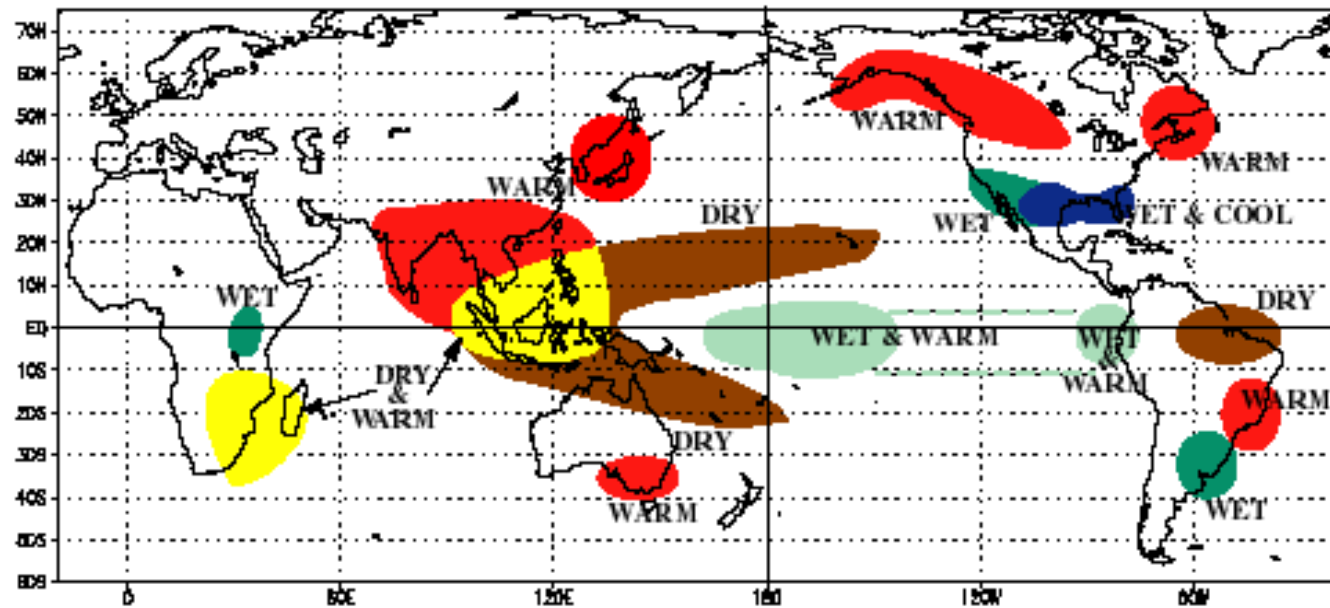 70N
60N
50N
40N
30N
20N
10N
EQ
10S
20S
30S
40S
50S
60S
WARM
WARM
WARM
DRY
WET
WET & COOL
WET
DRY
WET & WARM
WET
&
WARM
DRY
&
WARM
WARM
DRY
WARM
WET
0
60E
120E
180
120W
60W